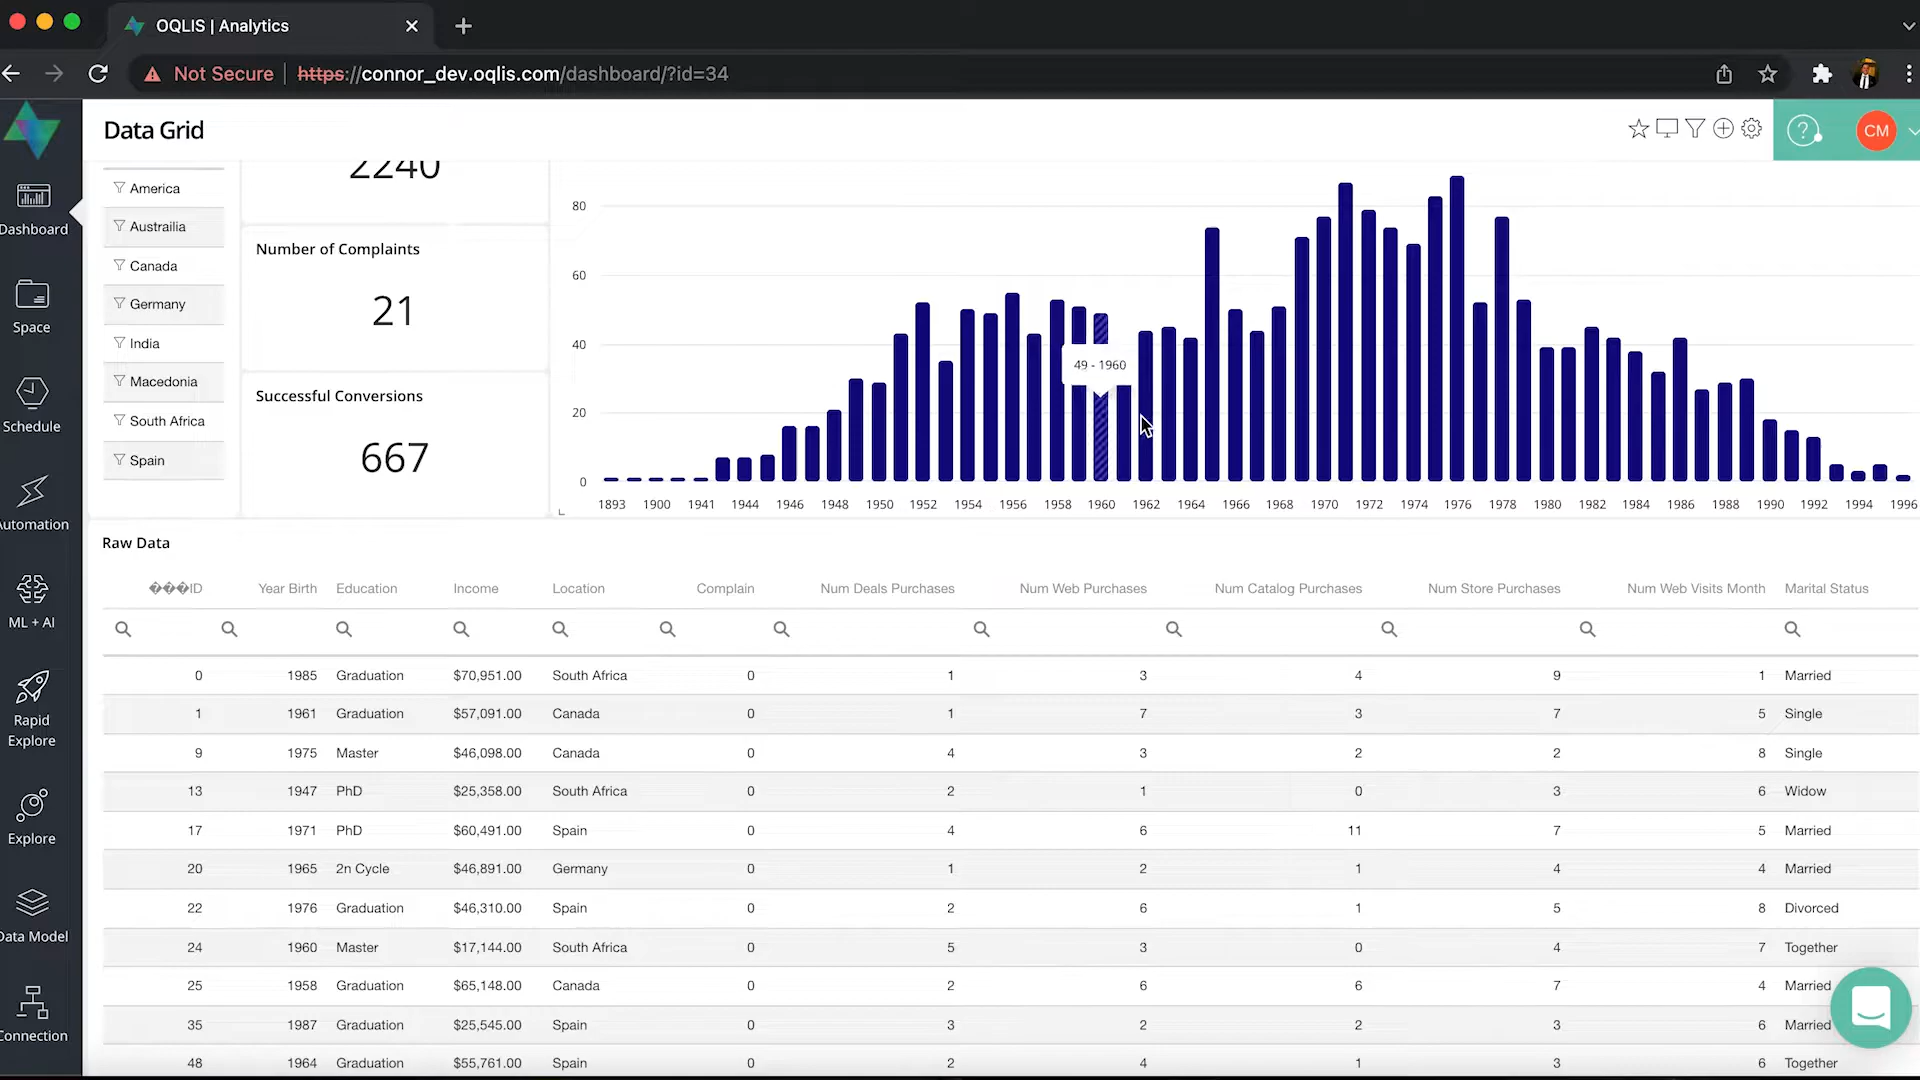 OQLIS | Analytics
Not Secure https://connor_dev.oqlis.com/dashboard/?id=34
Data Grid
CM
Dashboard
Space
Schedule
Automation
ML + AI
Rapid
Explore
Explore
Data Model
Connection
America
Austrailia
Canada
Germany
India
Macedonia
South Africa
Spain
2240
Number of Complaints
21
Successful Conversions
667
80
60
40
20
0
49 - 1960
1893 1900 1941 1944 1946 1948 1950 1952 1954 1956 1958 1960 1962 1964 1966 1968 1970 1972 1974 1976 1978 1980 1982 1984 1986 1988 1990 1992 1994 1996
Raw Data
���ID Year Birth Education Income Location Complain Num Deals Purchases Num Web Purchases Num Catalog Purchases Num Store Purchases Num Web Visits Month Marital Status
0 1985 Graduation $70,951.00 South Africa 0 1 3 4 9 1 Married
1 1961 Graduation $57,091.00 Canada 0 1 7 3 7 5 Single
9 1975 Master $46,098.00 Canada 0 4 3 2 2 8 Single
13 1947 PhD $25,358.00 South Africa 0 2 1 0 3 6 Widow
17 1971 PhD $60,491.00 Spain 0 4 6 11 7 5 Married
20 1965 2n Cycle $46,891.00 Germany 0 1 2 1 4 4 Married
22 1976 Graduation $46,310.00 Spain 0 2 6 1 5 8 Divorced
24 1960 Master $17,144.00 South Africa 0 5 3 0 4 7 Together
25 1958 Graduation $65,148.00 Canada 0 2 6 6 7 4 Married
35 1987 Graduation $25,545.00 Spain 0 3 2 2 3 6 Married
48 1964 Graduation $55,761.00 Spain 0 2 4 1 3 6 Together